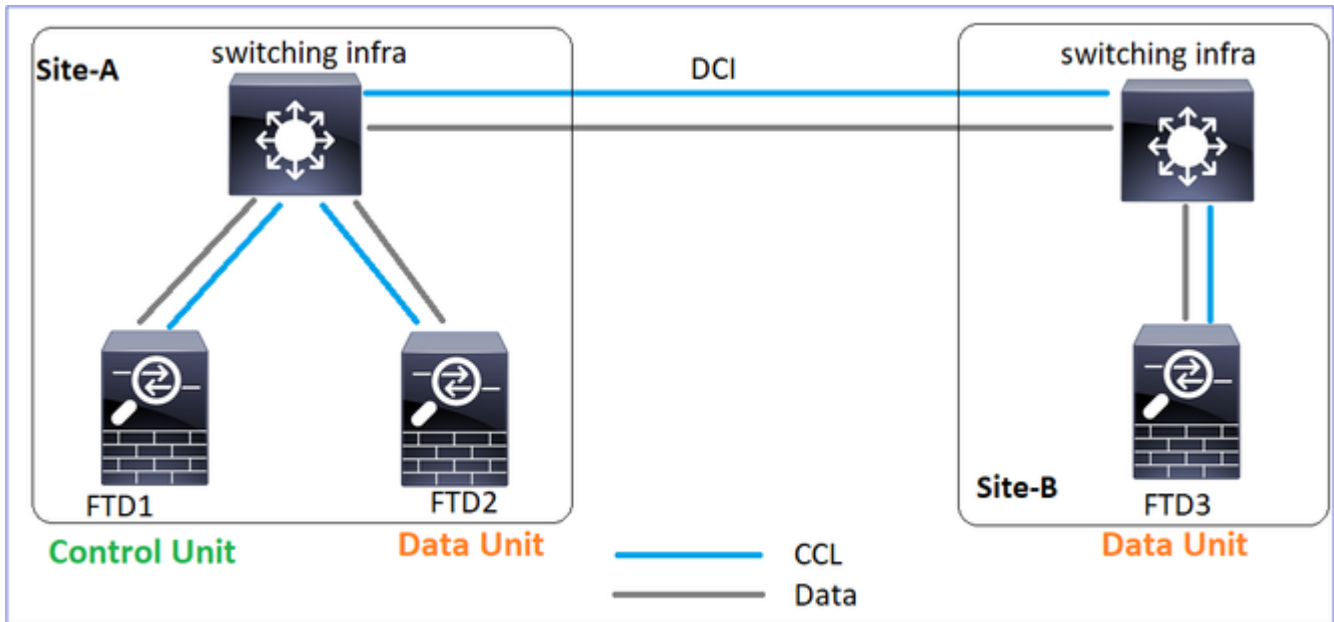 switching infra
Site-A
DCI
switching infra
FTD1
Control Unit
FTD2
Data Unit
Site-B
FTD3
Data Unit
CCL
Data